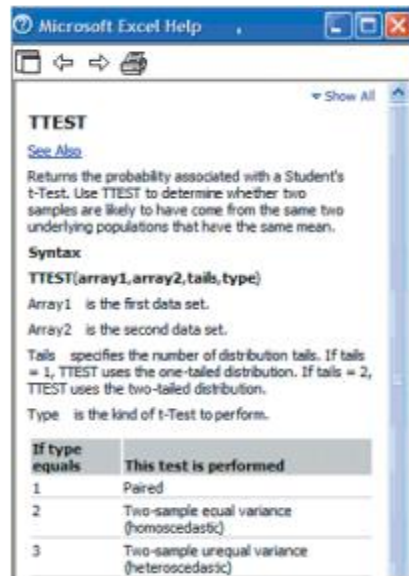 Microsoft Excel Help
Show All
TTEST
See Also
Returns the probability associated with a Student's
t-Test. Use TTEST to determine whether two
samples are likely to have come from the same two
underlying populations that have the same mean.
Syntax
TTEST(array1,array2,tails,type)
Array1 is the first data set.
Array2 is the second data set.
Tails specifies the number of distribution tails. If tails
= 1, TTEST uses the one-tailed distribution. If tails = 2,
TTEST uses the two-tailed distribution.
Type is the kind of t-Test to perform.
If type
equals This test is performed
1 Paired
2 Two-sample equal variance
(homoscedastic)
3 Two-sample unequal variance
(heteroscedastic)